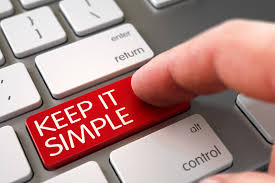 enter
return
KEEP IT
SIMPLE
alt
control